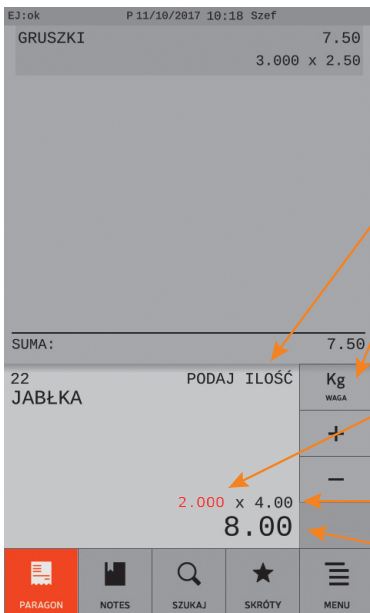 EJ:ok P 11/10/2017 10:18 Szef
GRUSZKI 7.50
3.000 x 2.50
SUMA: 7.50
22 PODAJ ILOŚĆ
JABŁKA
Kg
WAGA
+
−
2.000 x 4.00
8.00
PARAGON NOTES SZUKAJ SKRÓTY MENU